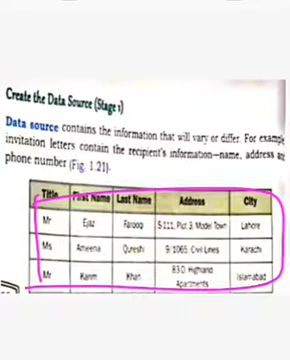 Create the Data Source (Stage 1)
Data source contains the information that will vary or differ. For example
invitation letters contain the recipient's information—name, address and
phone number (Fig. 1.21).
Title First Name Last Name Address City
Mr Ejaz Farooq S 111, Plot 3, Model Town Lahore
Ms Ameena Qureshi 9/1065, Civil Lines Karachi
Mr Karim Khan 83 D, Highland Islamabad
Apartments